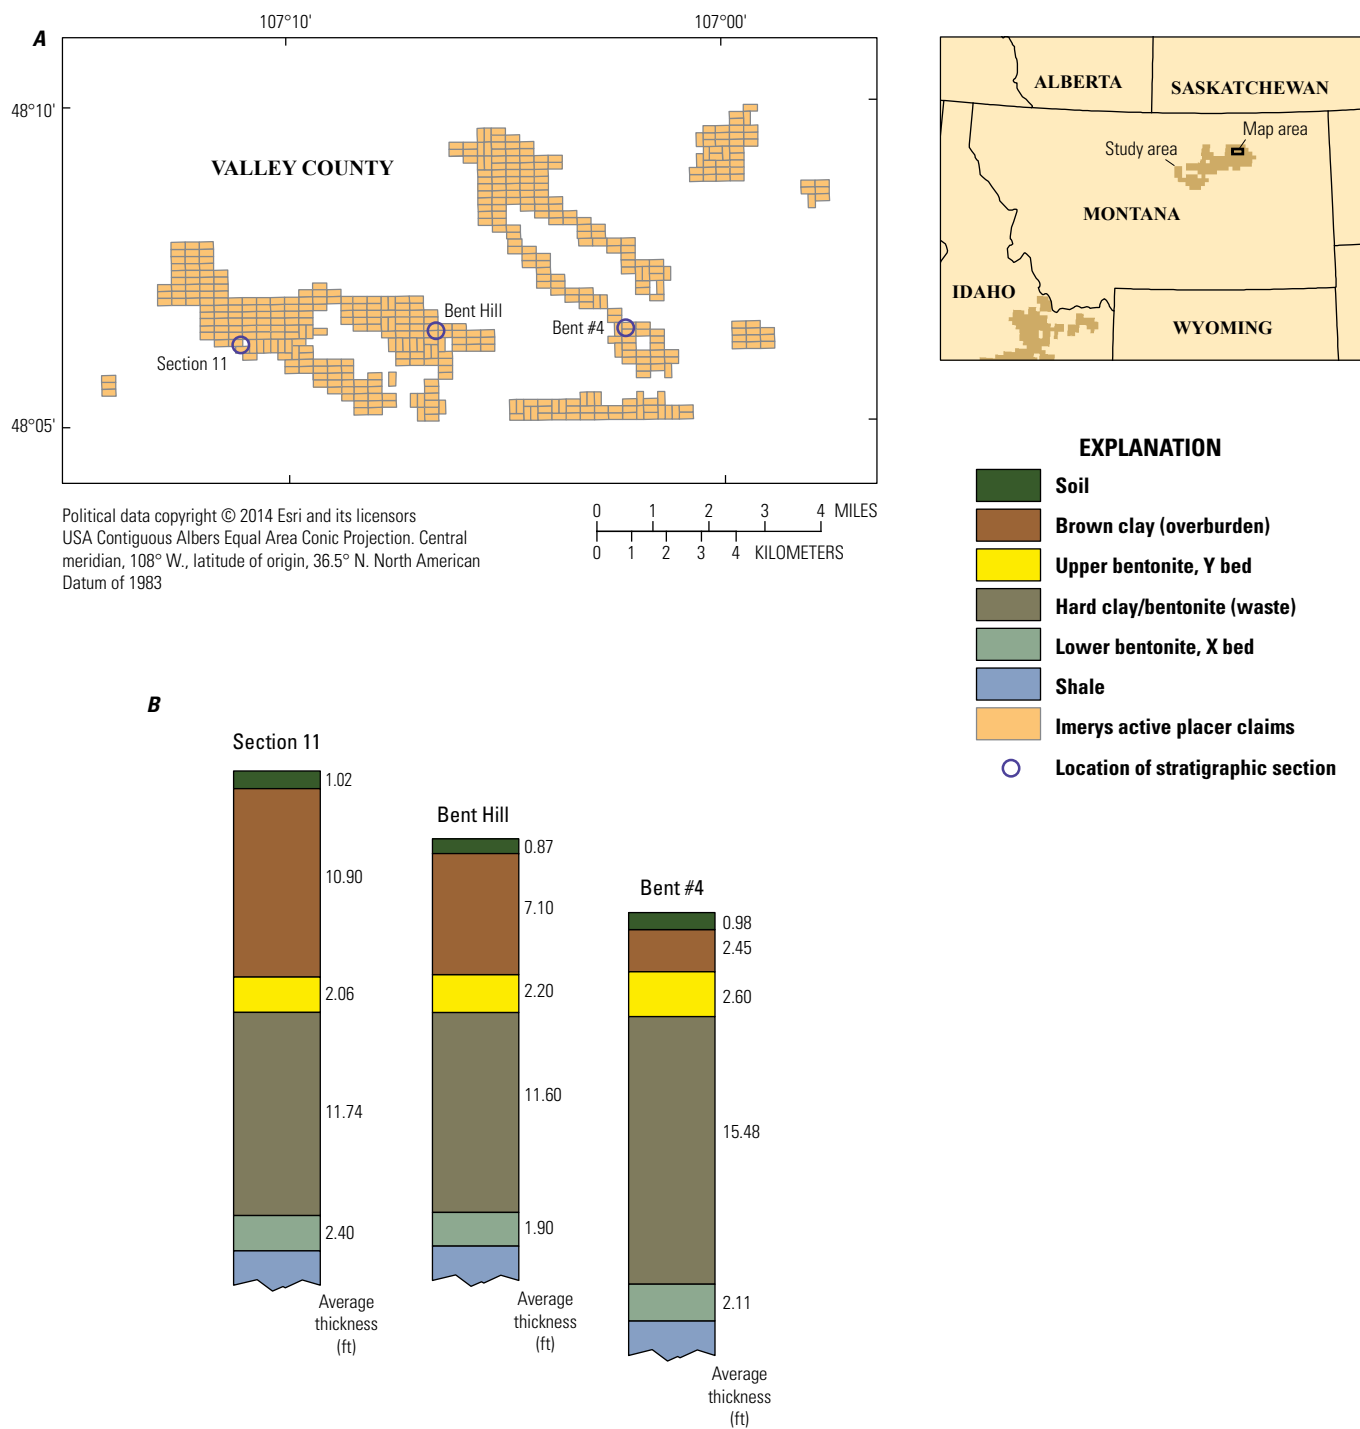 A
107°10'
107°00'
48°10'
48°05'
VALLEY COUNTY
Bent Hill
Bent #4
Section 11
Political data copyright © 2014 Esri and its licensors
USA Contiguous Albers Equal Area Conic Projection. Central
meridian, 108° W., latitude of origin, 36.5° N. North American
Datum of 1983
0 1 2 3 4 MILES
0 1 2 3 4 KILOMETERS
ALBERTA
SASKATCHEWAN
Map area
Study area
MONTANA
IDAHO
WYOMING
EXPLANATION
Soil
Brown clay (overburden)
Upper bentonite, Y bed
Hard clay/bentonite (waste)
Lower bentonite, X bed
Shale
Imerys active placer claims
Location of stratigraphic section
B
Section 11
1.02
10.90
2.06
11.74
2.40
Average
thickness
(ft)
Bent Hill
0.87
7.10
2.20
11.60
1.90
Average
thickness
(ft)
Bent #4
0.98
2.45
2.60
15.48
2.11
Average
thickness
(ft)